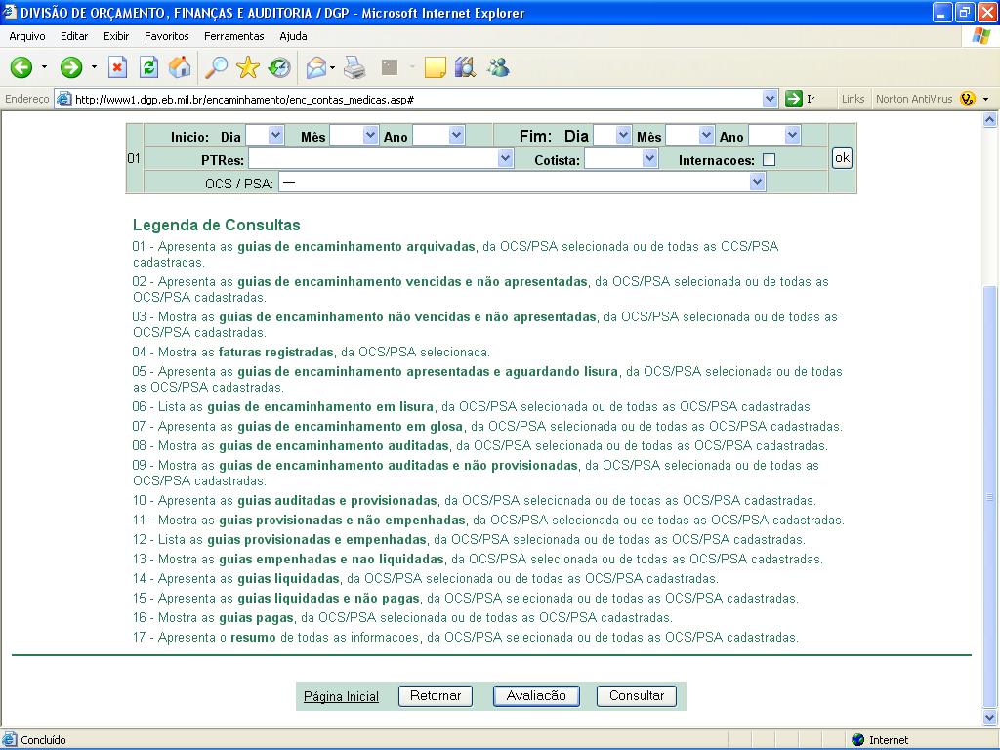 DIVISÃO DE ORÇAMENTO, FINANÇAS E AUDITORIA / DGP - Microsoft Internet Explorer
Arquivo Editar Exibir Favoritos Ferramentas Ajuda
Endereço http://www1.dgp.eb.mil.br/encaminhamento/enc_contas_medicas.asp# Ir Links Norton AntiVirus
01 Inicio: Dia Mês Ano Fim: Dia Mês Ano
PTRes: Cotista: Internacoes: ok
OCS / PSA: ---
Legenda de Consultas
01 - Apresenta as guias de encaminhamento arquivadas, da OCS/PSA selecionada ou de todas as OCS/PSA
cadastradas.
02 - Apresenta as guias de encaminhamento vencidas e não apresentadas, da OCS/PSA selecionada ou de todas as
OCS/PSA cadastradas.
03 - Mostra as guias de encaminhamento não vencidas e não apresentadas, da OCS/PSA selecionada ou de todas as
OCS/PSA cadastradas.
04 - Mostra as faturas registradas, da OCS/PSA selecionada.
05 - Apresenta as guias de encaminhamento apresentadas e aguardando lisura, da OCS/PSA selecionada ou de todas
as OCS/PSA cadastradas.
06 - Lista as guias de encaminhamento em lisura, da OCS/PSA selecionada ou de todas as OCS/PSA cadastradas.
07 - Apresenta as guias de encaminhamento em glosa, da OCS/PSA selecionada ou de todas as OCS/PSA cadastradas.
08 - Mostra as guias de encaminhamento auditadas, da OCS/PSA selecionada ou de todas as OCS/PSA cadastradas.
09 - Mostra as guias de encaminhamento auditadas e não provisionadas, da OCS/PSA selecionada ou de todas as
OCS/PSA cadastradas.
10 - Apresenta as guias auditadas e provisionadas, da OCS/PSA selecionada ou de todas as OCS/PSA cadastradas.
11 - Mostra as guias provisionadas e não empenhadas, da OCS/PSA selecionada ou de todas as OCS/PSA cadastradas.
12 - Lista as guias provisionadas e empenhadas, da OCS/PSA selecionada ou de todas as OCS/PSA cadastradas.
13 - Mostra as guias empenhadas e nao liquidadas, da OCS/PSA selecionada ou de todas as OCS/PSA cadastradas.
14 - Apresenta as guias liquidadas, da OCS/PSA selecionada ou de todas as OCS/PSA cadastradas.
15 - Apresenta as guias liquidadas e não pagas, da OCS/PSA selecionada ou de todas as OCS/PSA cadastradas.
16 - Mostra as guias pagas, da OCS/PSA selecionada ou de todas as OCS/PSA cadastradas.
17 - Apresenta o resumo de todas as informacoes, da OCS/PSA selecionada ou de todas as OCS/PSA cadastradas.
Página Inicial Retornar Avaliacão Consultar
Concluído Internet